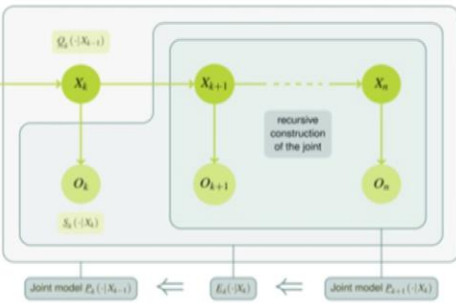 Q_k(·|X_{k−1})
X_k
X_{k+1}
X_n
recursive
construction
of the joint
O_k
O_{k+1}
O_n
S_k(·|X_k)
Joint model P_k(·|X_{k−1})
⇐
E_k(·|X_k)
⇐
Joint model P_{k+1}(·|X_k)